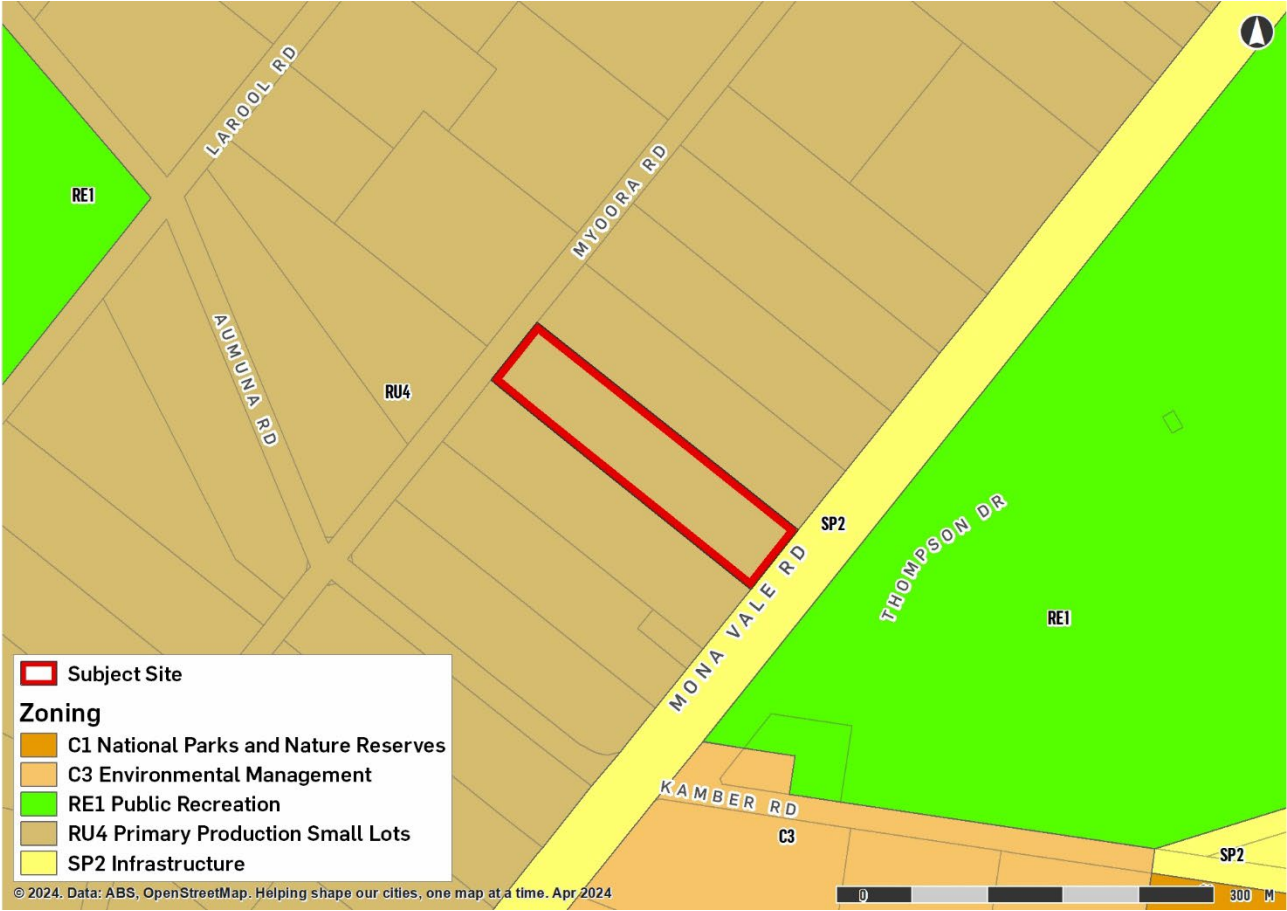 LAROOL RD
MYOORA RD
RE1
AUMUNA RD
RU4
SP2
THOMPSON DR
MONA VALE RD
RE1
KAMBER RD
C3
SP2
Subject Site
Zoning
C1 National Parks and Nature Reserves
C3 Environmental Management
RE1 Public Recreation
RU4 Primary Production Small Lots
SP2 Infrastructure
© 2024. Data: ABS, OpenStreetMap. Helping shape our cities, one map at a time. Apr 2024
0 300 M